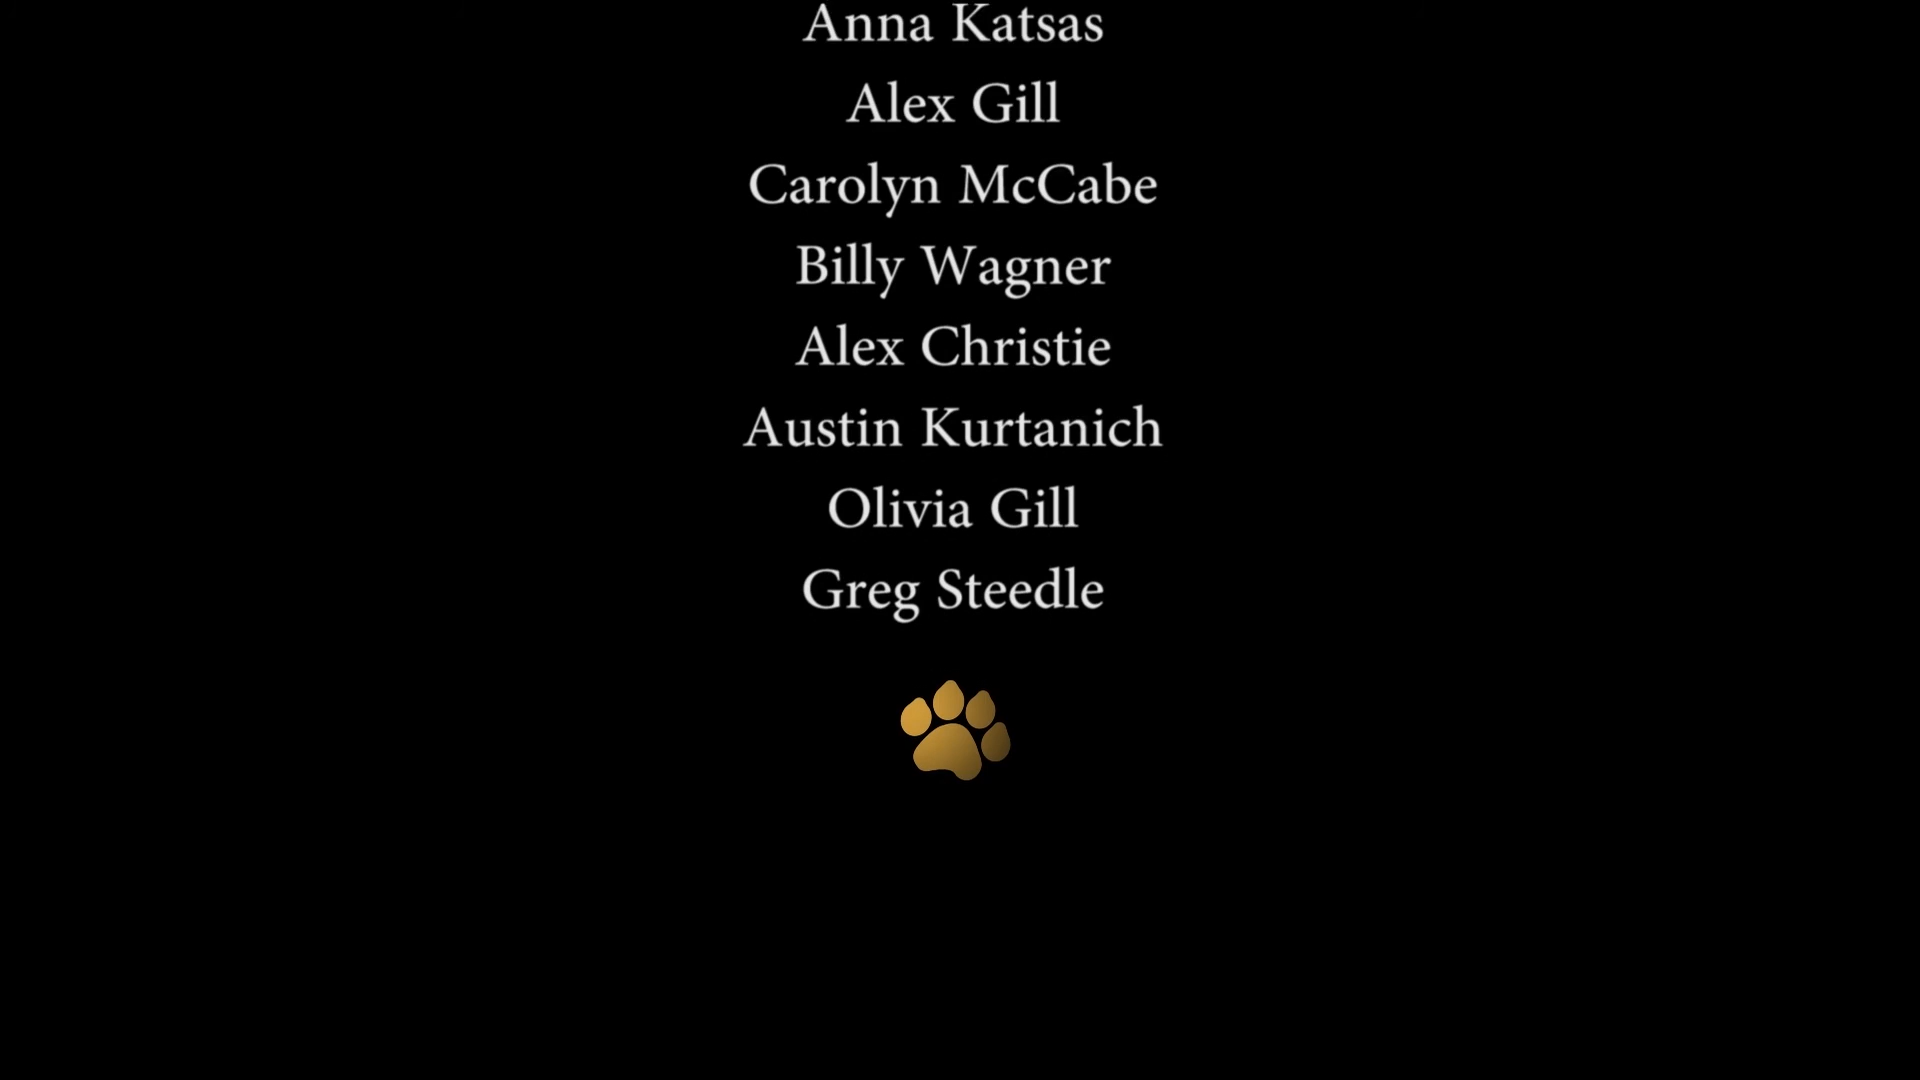 Anna Katsas
Alex Gill
Carolyn McCabe
Billy Wagner
Alex Christie
Austin Kurtanich
Olivia Gill
Greg Steedle